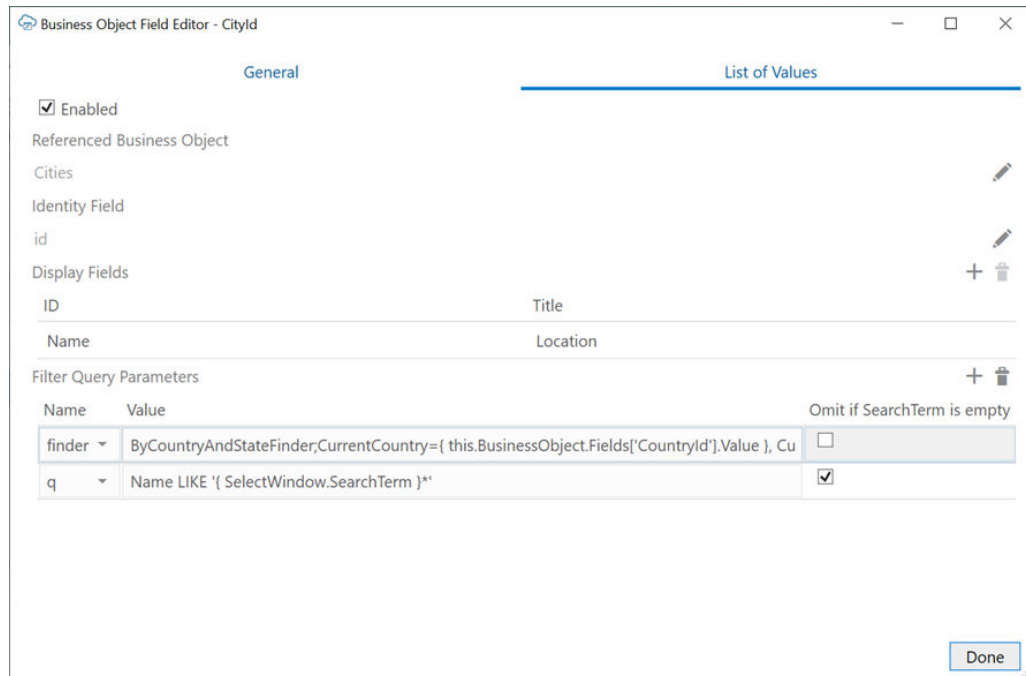 Business Object Field Editor - CityId
General List of Values
Enabled
Referenced Business Object
Cities
Identity Field
id
Display Fields
ID Title
Name Location
Filter Query Parameters
Name Value Omit if SearchTerm is empty
finder ByCountryAndStateFinder;CurrentCountry={ this.BusinessObject.Fields['CountryId'].Value }, Cu
q Name LIKE '{ SelectWindow.SearchTerm }*'
Done